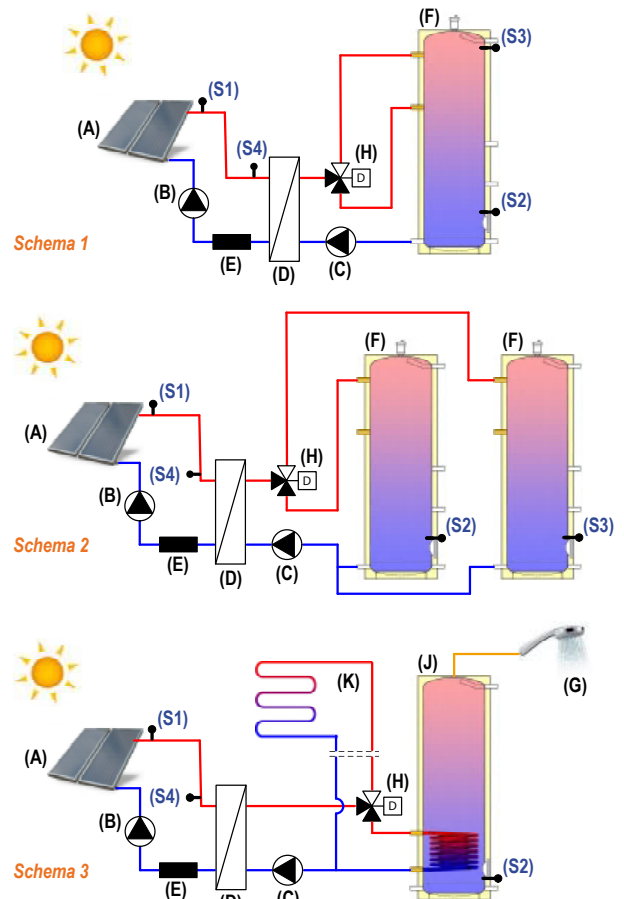 (F)
(S3)
(S1)
(A)
(S4)
(H)
D
(B)
(S2)
Schema 1
(E)
(D)
(C)
(F)
(F)
(S1)
(A)
(H)
(S4)
D
(B)
(S2)
(S3)
Schema 2
(E)
(D)
(C)
(J)
(K)
(G)
(S1)
(A)
(H)
(S4)
D
(B)
(S2)
Schema 3
(E)
(D)
(C)